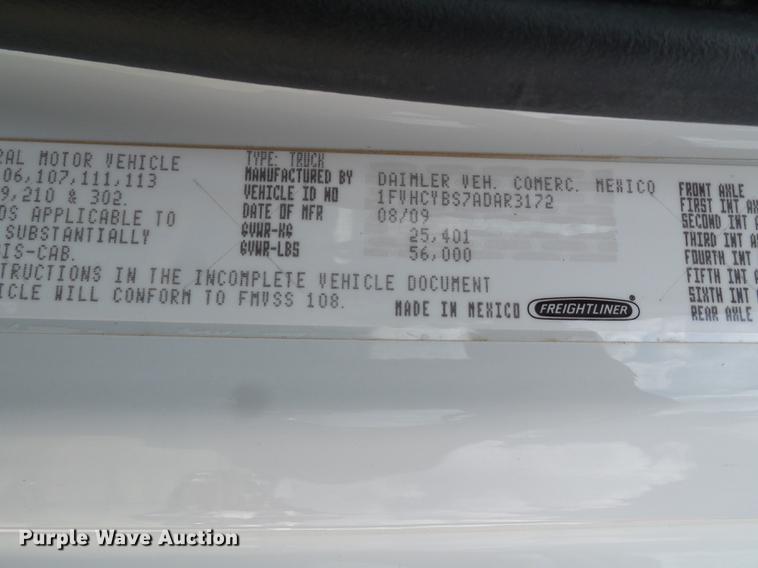 RAL MOTOR VEHICLE
06,107,111,113
9,210 & 302.
DS APPLICABLE TO
SUBSTANTIALLY
IS-CAB.
TRUCTIONS IN THE INCOMPLETE VEHICLE DOCUMENT
ICLE WILL CONFORM TO FMVSS 108.
TYPE: TRUCK
MANUFACTURED BY DAIMLER VEH. COMERC. MEXICO
VEHICLE ID NO 1FVHCYBS7ADAR3172
DATE OF MFR 08/09
GVWR-KG 25,401
GVWR-LBS 56,000
MADE IN MEXICO FREIGHTLINER®
FRONT AXLE
FIRST INT AX
SECOND INT A
THIRD INT AX
FOURTH INT
FIFTH INT A
SIXTH INT A
REAR AXLE
Purple Wave Auction